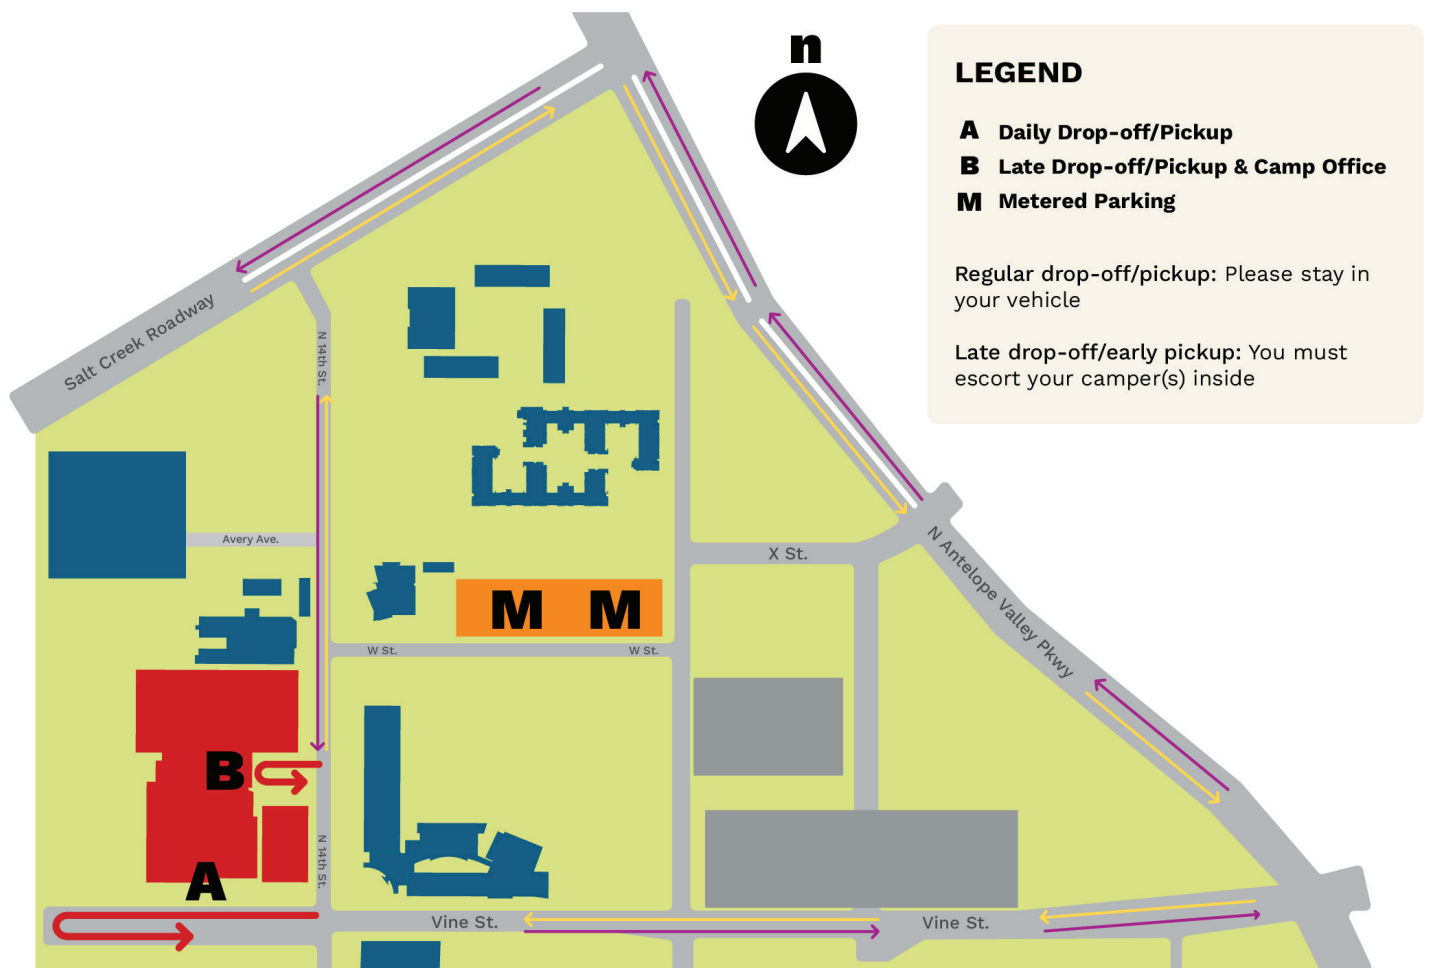 n
LEGEND
A Daily Drop-off/Pickup
B Late Drop-off/Pickup & Camp Office
M Metered Parking
Regular drop-off/pickup: Please stay in
your vehicle
Late drop-off/early pickup: You must
escort your camper(s) inside
Salt Creek Roadway
N 14th St.
Avery Ave.
X St.
N Antelope Valley Pkwy
M M
W St. W St.
B
N 14th St.
A
Vine St. Vine St.